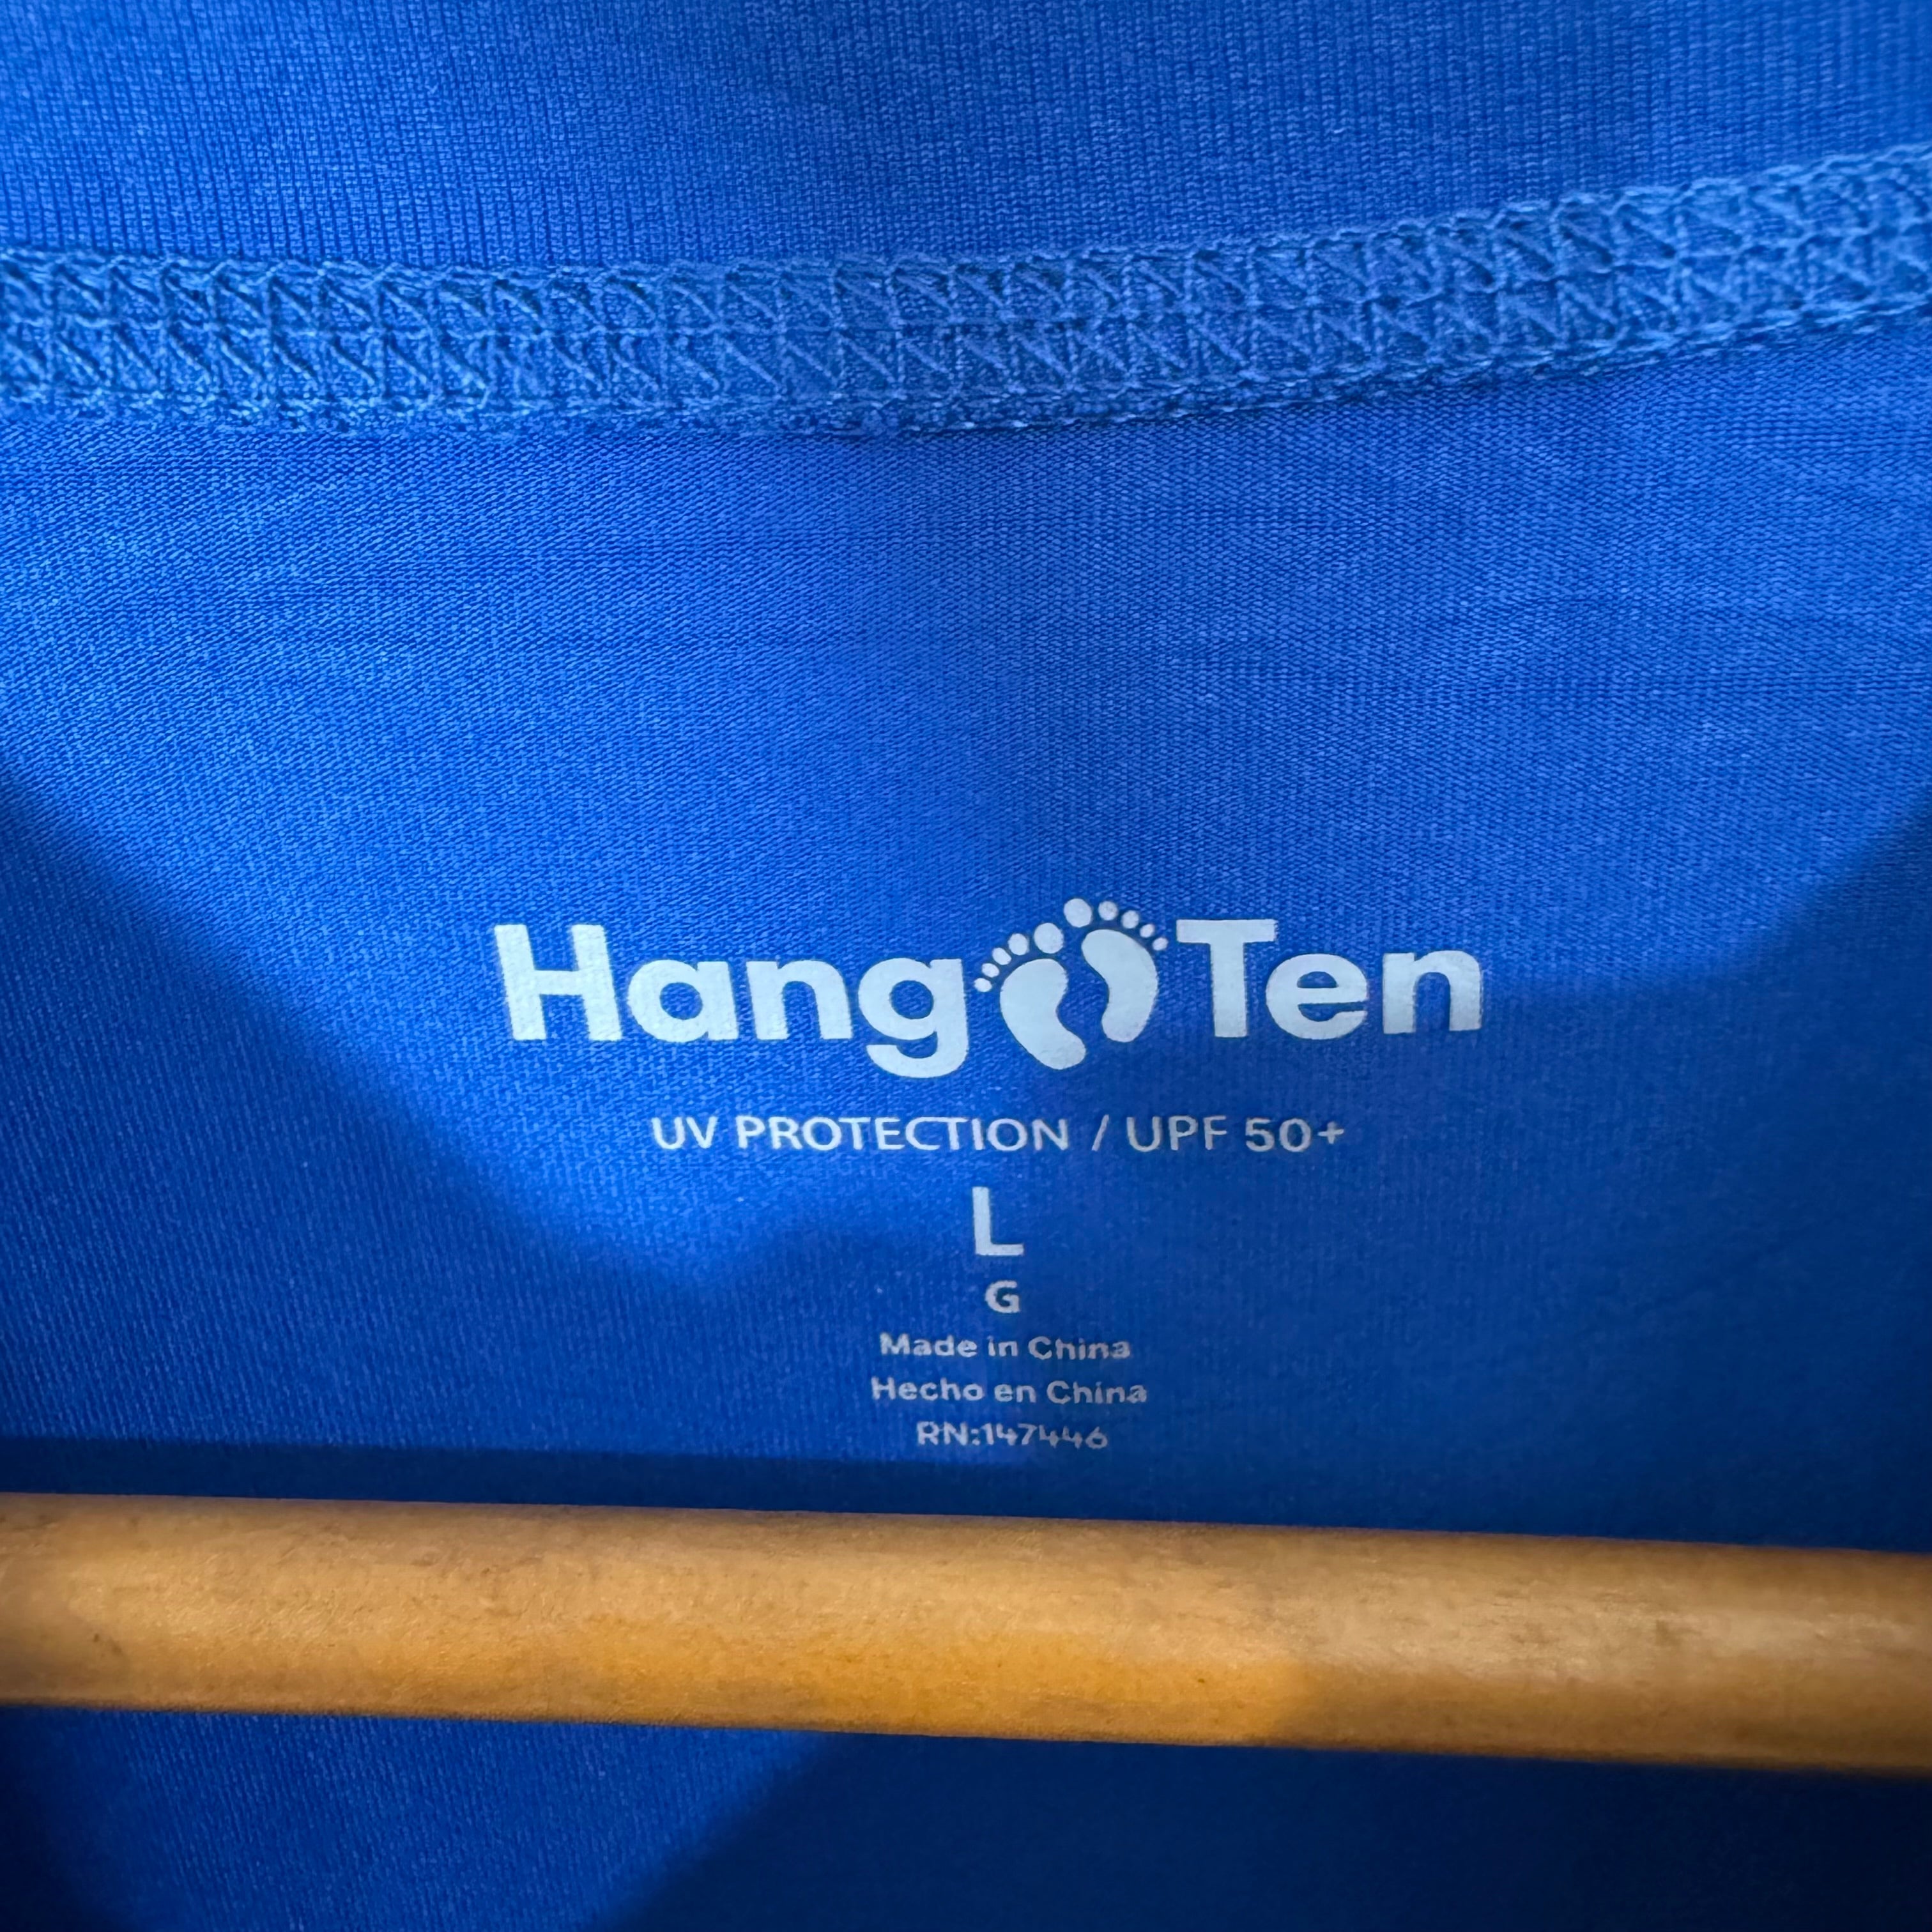 Hang Ten
UV PROTECTION / UPF 50+
L
G
Made in China
Hecho en China
RN:147446